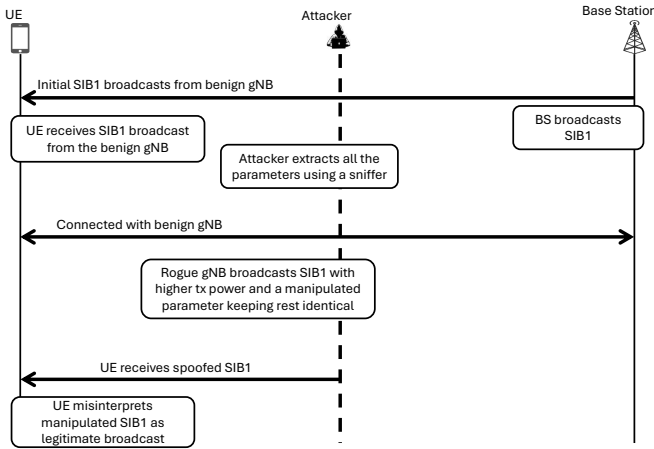 UE
Attacker
Base Station
Initial SIB1 broadcasts from benign gNB
UE receives SIB1 broadcast
from the benign gNB
BS broadcasts
SIB1
Attacker extracts all the
parameters using a sniffer
Connected with benign gNB
Rogue gNB broadcasts SIB1 with
higher tx power and a manipulated
parameter keeping rest identical
UE receives spoofed SIB1
UE misinterprets
manipulated SIB1 as
legitimate broadcast